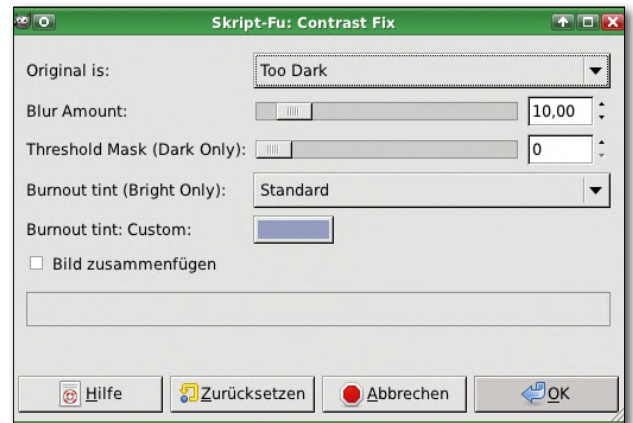 Skript-Fu: Contrast Fix
Original is: Too Dark
Blur Amount: 10,00
Threshold Mask (Dark Only): 0
Burnout tint (Bright Only): Standard
Burnout tint: Custom:
Bild zusammenfügen
Hilfe Zurücksetzen Abbrechen OK